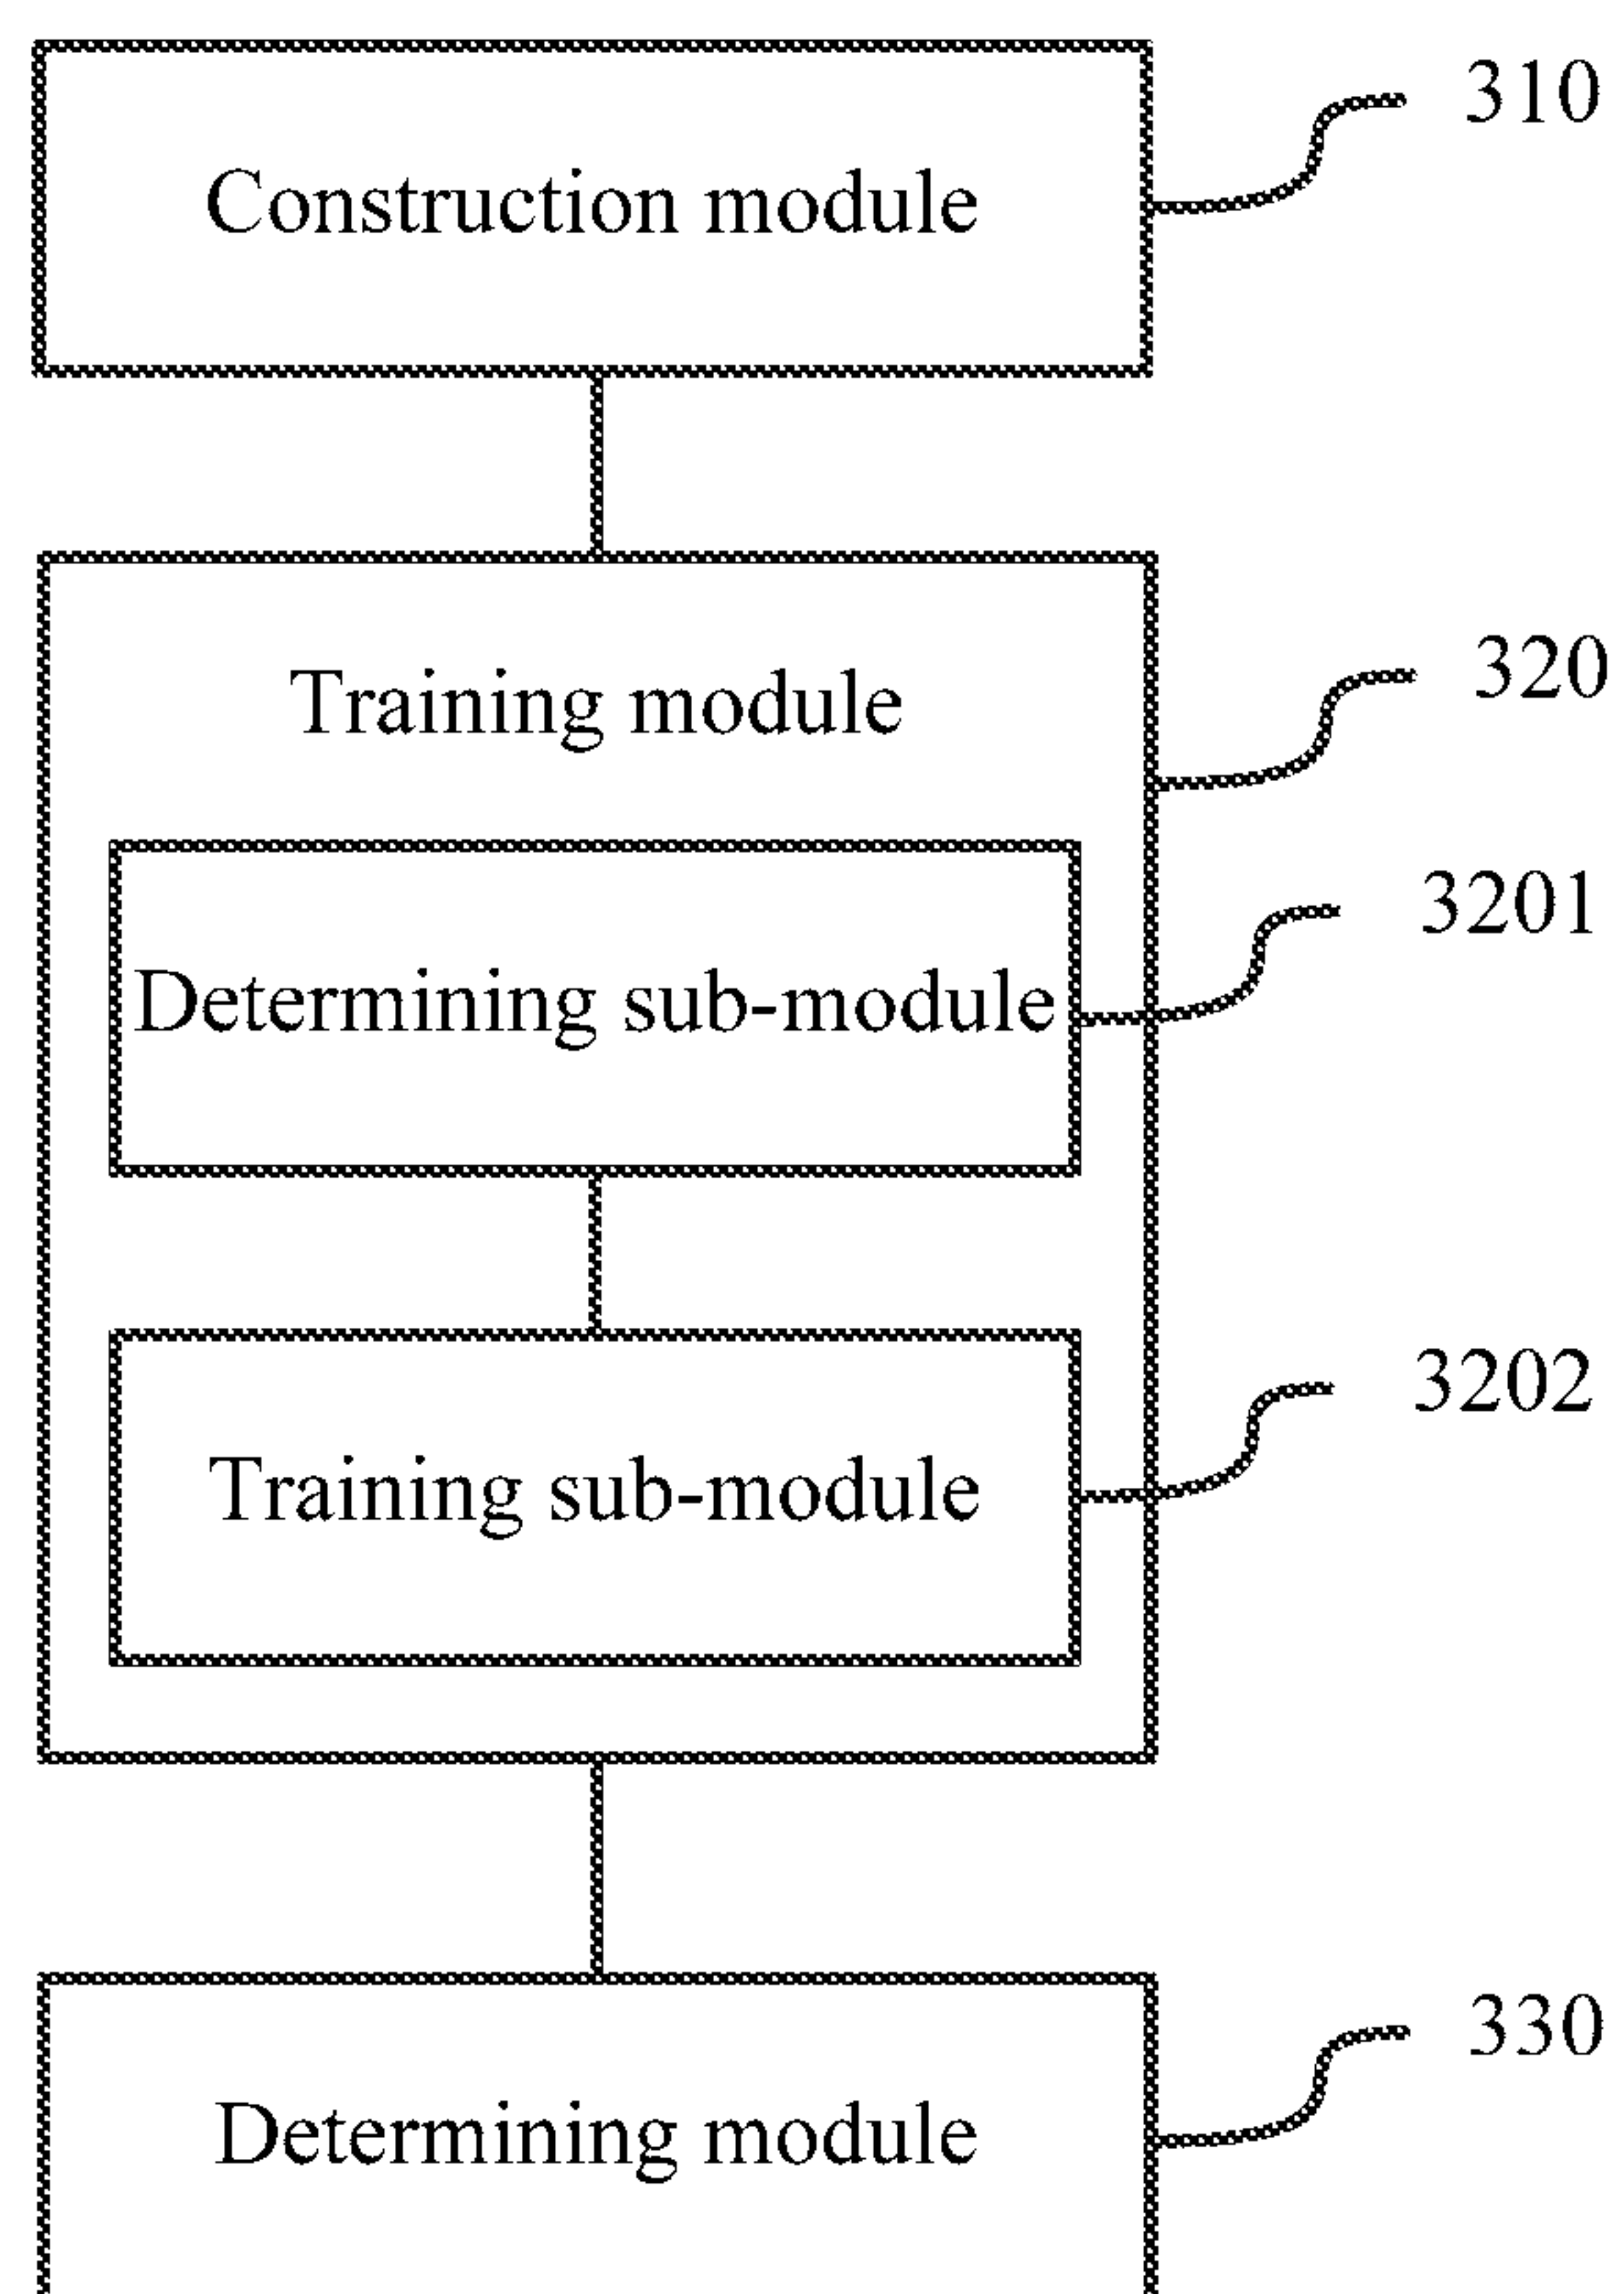 310
Construction module
320
Training module
3201
Determining sub-module
3202
Training sub-module
330
Determining module